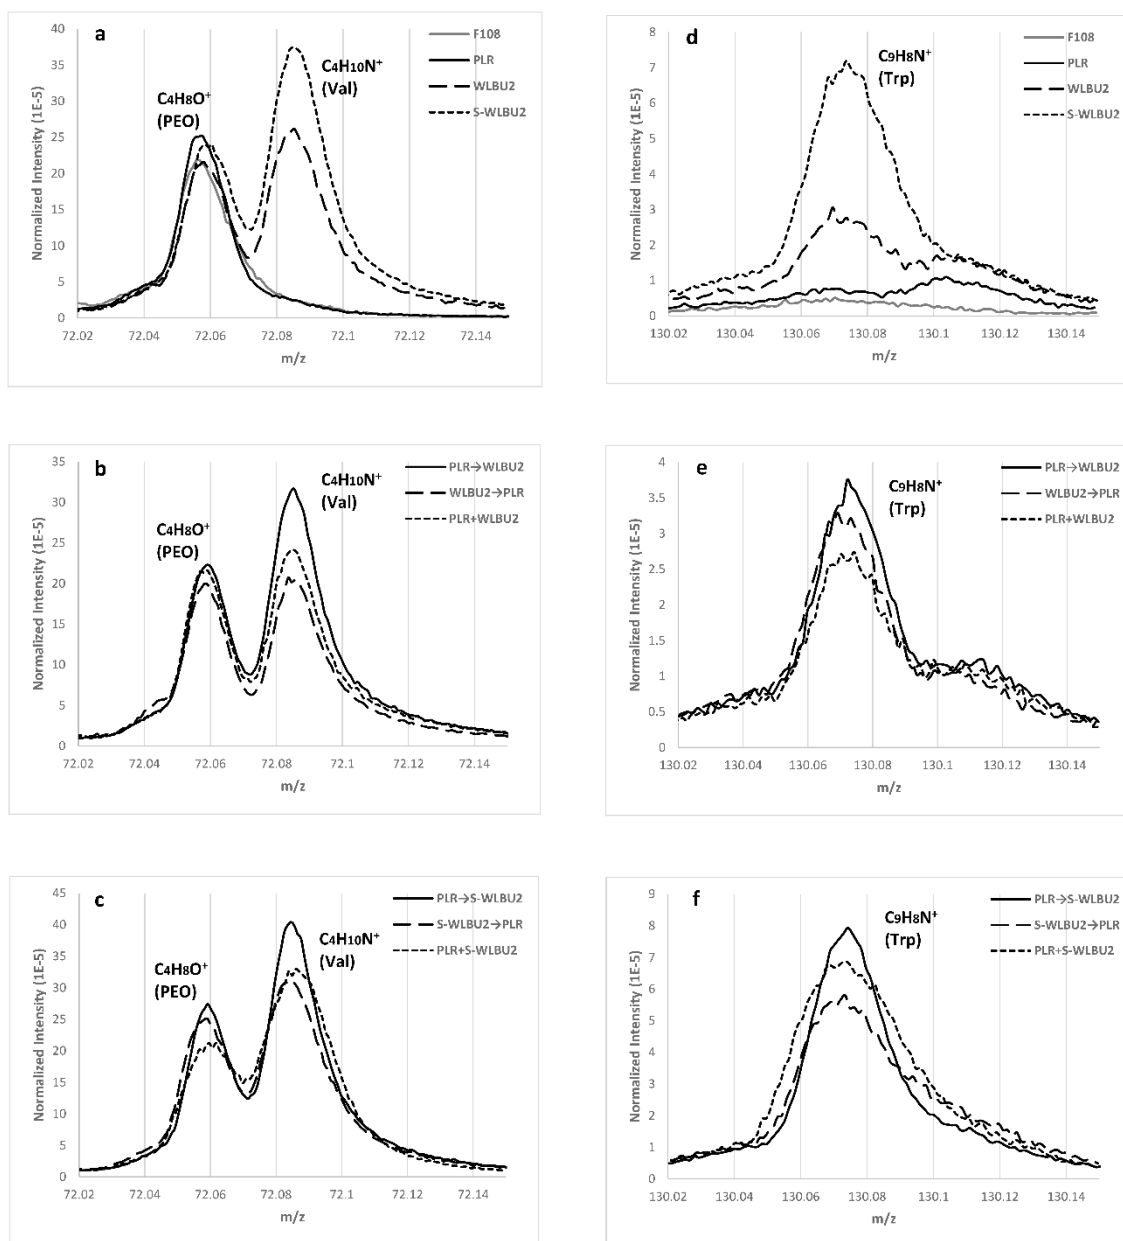 a
F108
PLR
WLBU2
S-WLBU2
C₄H₈O⁺
(PEO)
C₄H₁₀N⁺
(Val)
Normalized Intensity (1E-5)
40
35
30
25
20
15
10
5
0
72.02 72.04 72.06 72.08 72.1 72.12 72.14
m/z
d
F108
PLR
WLBU2
S-WLBU2
C₉H₈N⁺
(Trp)
Normalized Intensity (1E-5)
8
7
6
5
4
3
2
1
0
130.02 130.04 130.06 130.08 130.1 130.12 130.14
m/z
b
PLR→WLBU2
WLBU2→PLR
PLR+WLBU2
C₄H₈O⁺
(PEO)
C₄H₁₀N⁺
(Val)
Normalized Intensity (1E-5)
35
30
25
20
15
10
5
0
72.02 72.04 72.06 72.08 72.1 72.12 72.14
m/z
e
PLR→WLBU2
WLBU2→PLR
PLR+WLBU2
C₉H₈N⁺
(Trp)
Normalized Intensity (1E-5)
4
3.5
3
2.5
2
1.5
1
0.5
0
130.02 130.04 130.06 130.08 130.1 130.12 130.14
m/z
c
PLR→S-WLBU2
S-WLBU2→PLR
PLR+S-WLBU2
C₄H₈O⁺
(PEO)
C₄H₁₀N⁺
(Val)
Normalized Intensity (1E-5)
45
40
35
30
25
20
15
10
5
0
72.02 72.04 72.06 72.08 72.1 72.12 72.14
m/z
f
PLR→S-WLBU2
S-WLBU2→PLR
PLR+S-WLBU2
C₉H₈N⁺
(Trp)
Normalized Intensity (1E-5)
9
8
7
6
5
4
3
2
1
0
130.02 130.04 130.06 130.08 130.1 130.12 130.14
m/z